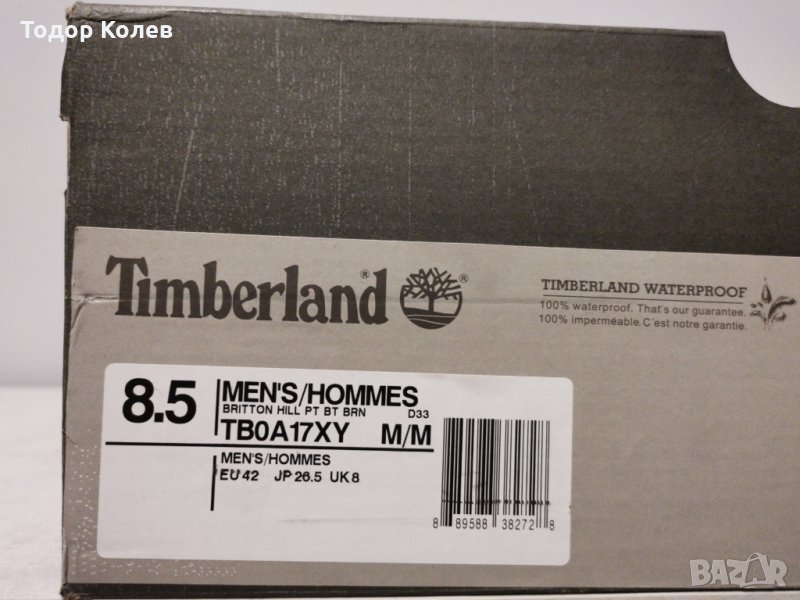 Тодор Колев
Timberland®
®
TIMBERLAND WATERPROOF
100% waterproof. That's our guarantee.
100% imperméable. C'est notre garantie.
8.5
MEN'S/HOMMES
BRITTON HILL PT BT BRN D33
TB0A17XY M/M
MEN'S/HOMMES
EU 42 JP 26.5 UK 8
8 89588 38272 8
BAZAR